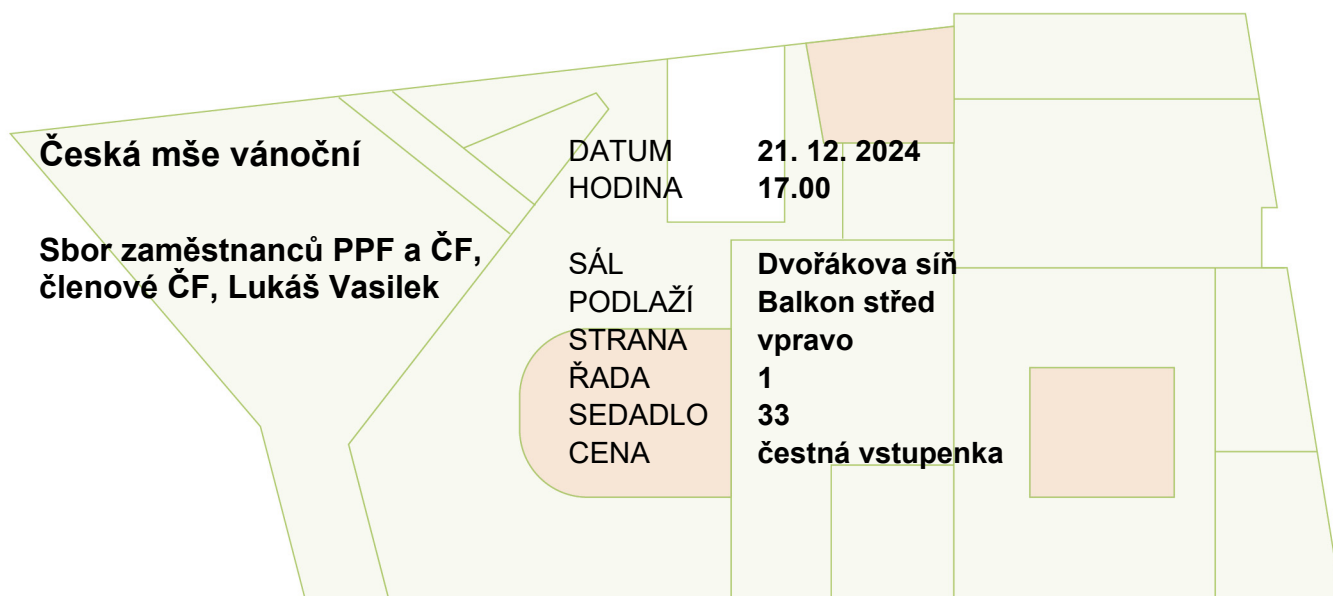 Česká mše vánoční
Sbor zaměstnanců PPF a ČF,
členové ČF, Lukáš Vasilek
DATUM 21. 12. 2024
HODINA 17.00
SÁL Dvořákova síň
PODLAŽÍ Balkon střed
STRANA vpravo
ŘADA 1
SEDADLO 33
CENA čestná vstupenka